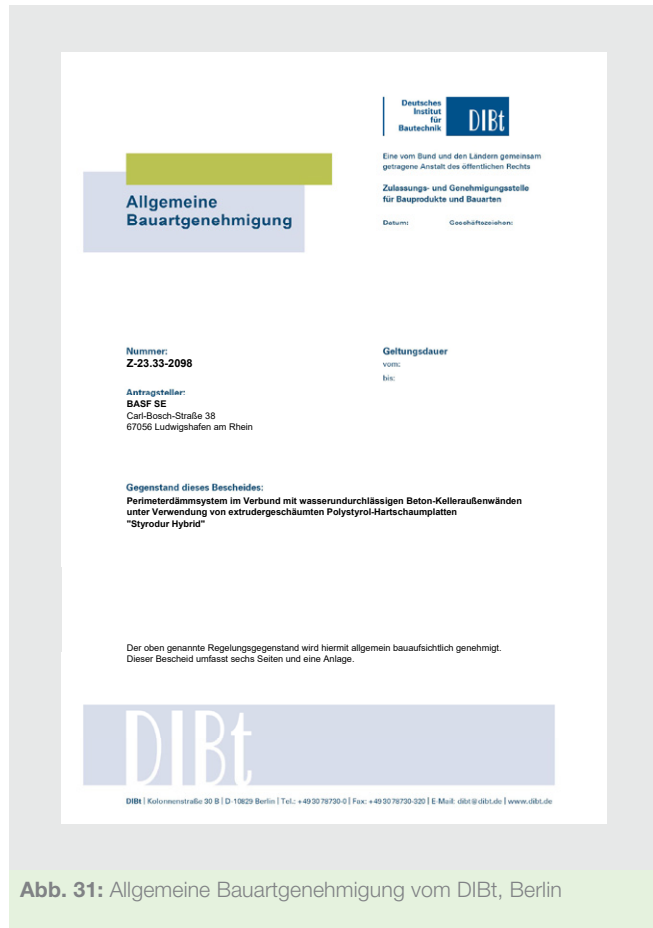 Deutsches
Institut
für
Bautechnik
DIBt
Eine vom Bund und den Ländern gemeinsam
getragene Anstalt des öffentlichen Rechts
Zulassungs- und Genehmigungsstelle
für Bauprodukte und Bauarten
Datum: Geschäftszeichen:
Allgemeine
Bauartgenehmigung
Nummer:
Z-23.33-2098
Geltungsdauer
vom:
bis:
Antragsteller:
BASF SE
Carl-Bosch-Straße 38
67056 Ludwigshafen am Rhein
Gegenstand dieses Bescheides:
Perimeterdämmsystem im Verbund mit wasserundurchlässigen Beton-Kelleraußenwänden
unter Verwendung von extrudergeschäumten Polystyrol-Hartschaumplatten
"Styrodur Hybrid"
Der oben genannte Regelungsgegenstand wird hiermit allgemein bauaufsichtlich genehmigt.
Dieser Bescheid umfasst sechs Seiten und eine Anlage.
DIBt
DIBt | Kolonnenstraße 30 B | D-10829 Berlin | Tel.: +493078730-0 | Fax: +493078730-320 | E-Mail: dibt@dibt.de | www.dibt.de
Abb. 31: Allgemeine Bauartgenehmigung vom DIBt, Berlin